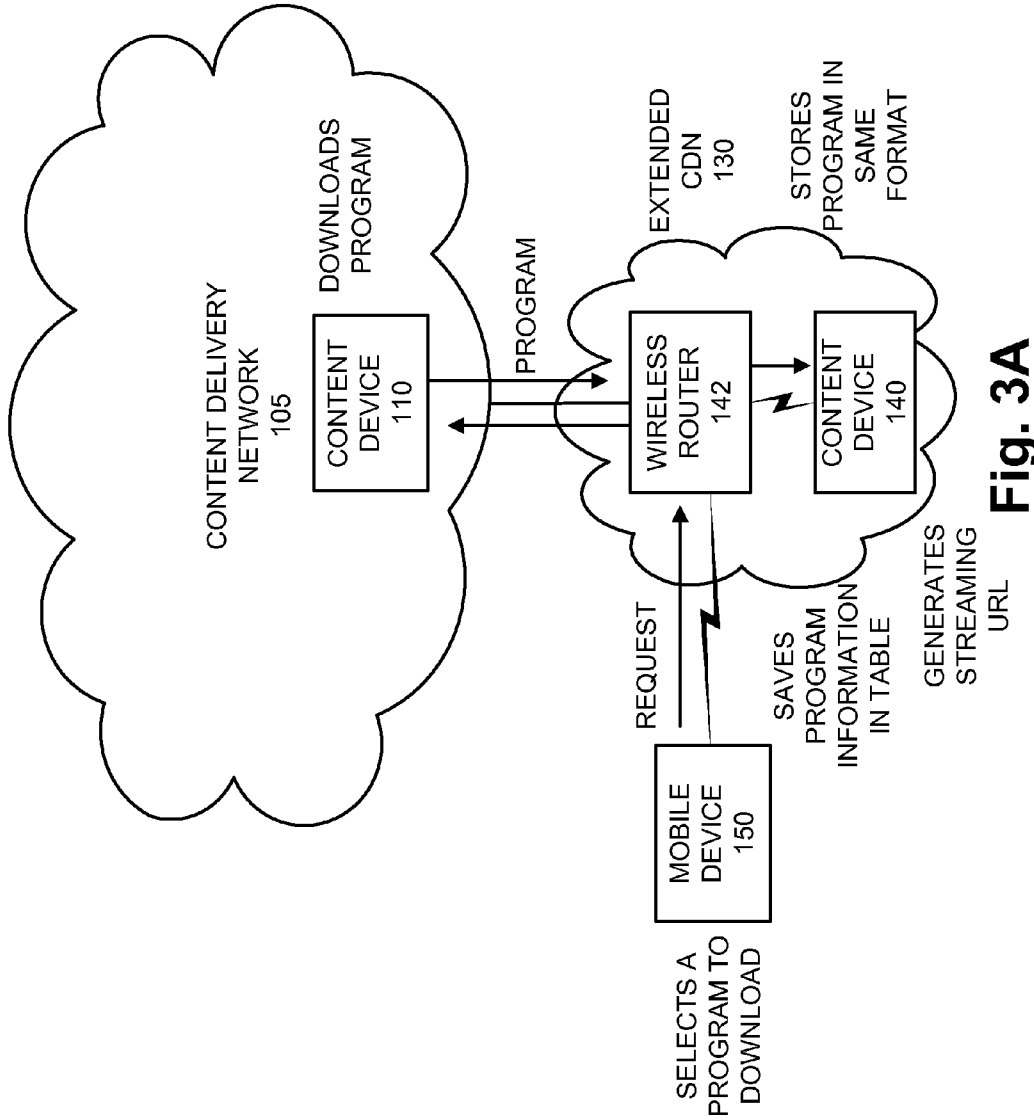 CONTENT DELIVERY
NETWORK
105
DOWNLOADS
PROGRAM
CONTENT
DEVICE
110
PROGRAM
REQUEST
EXTENDED
CDN
130
WIRELESS
ROUTER
142
MOBILE
DEVICE
150
SELECTS A
PROGRAM TO
DOWNLOAD
SAVES
PROGRAM
INFORMATION
IN TABLE
CONTENT
DEVICE
140
STORES
PROGRAM IN
SAME
FORMAT
GENERATES
STREAMING
URL
Fig. 3A